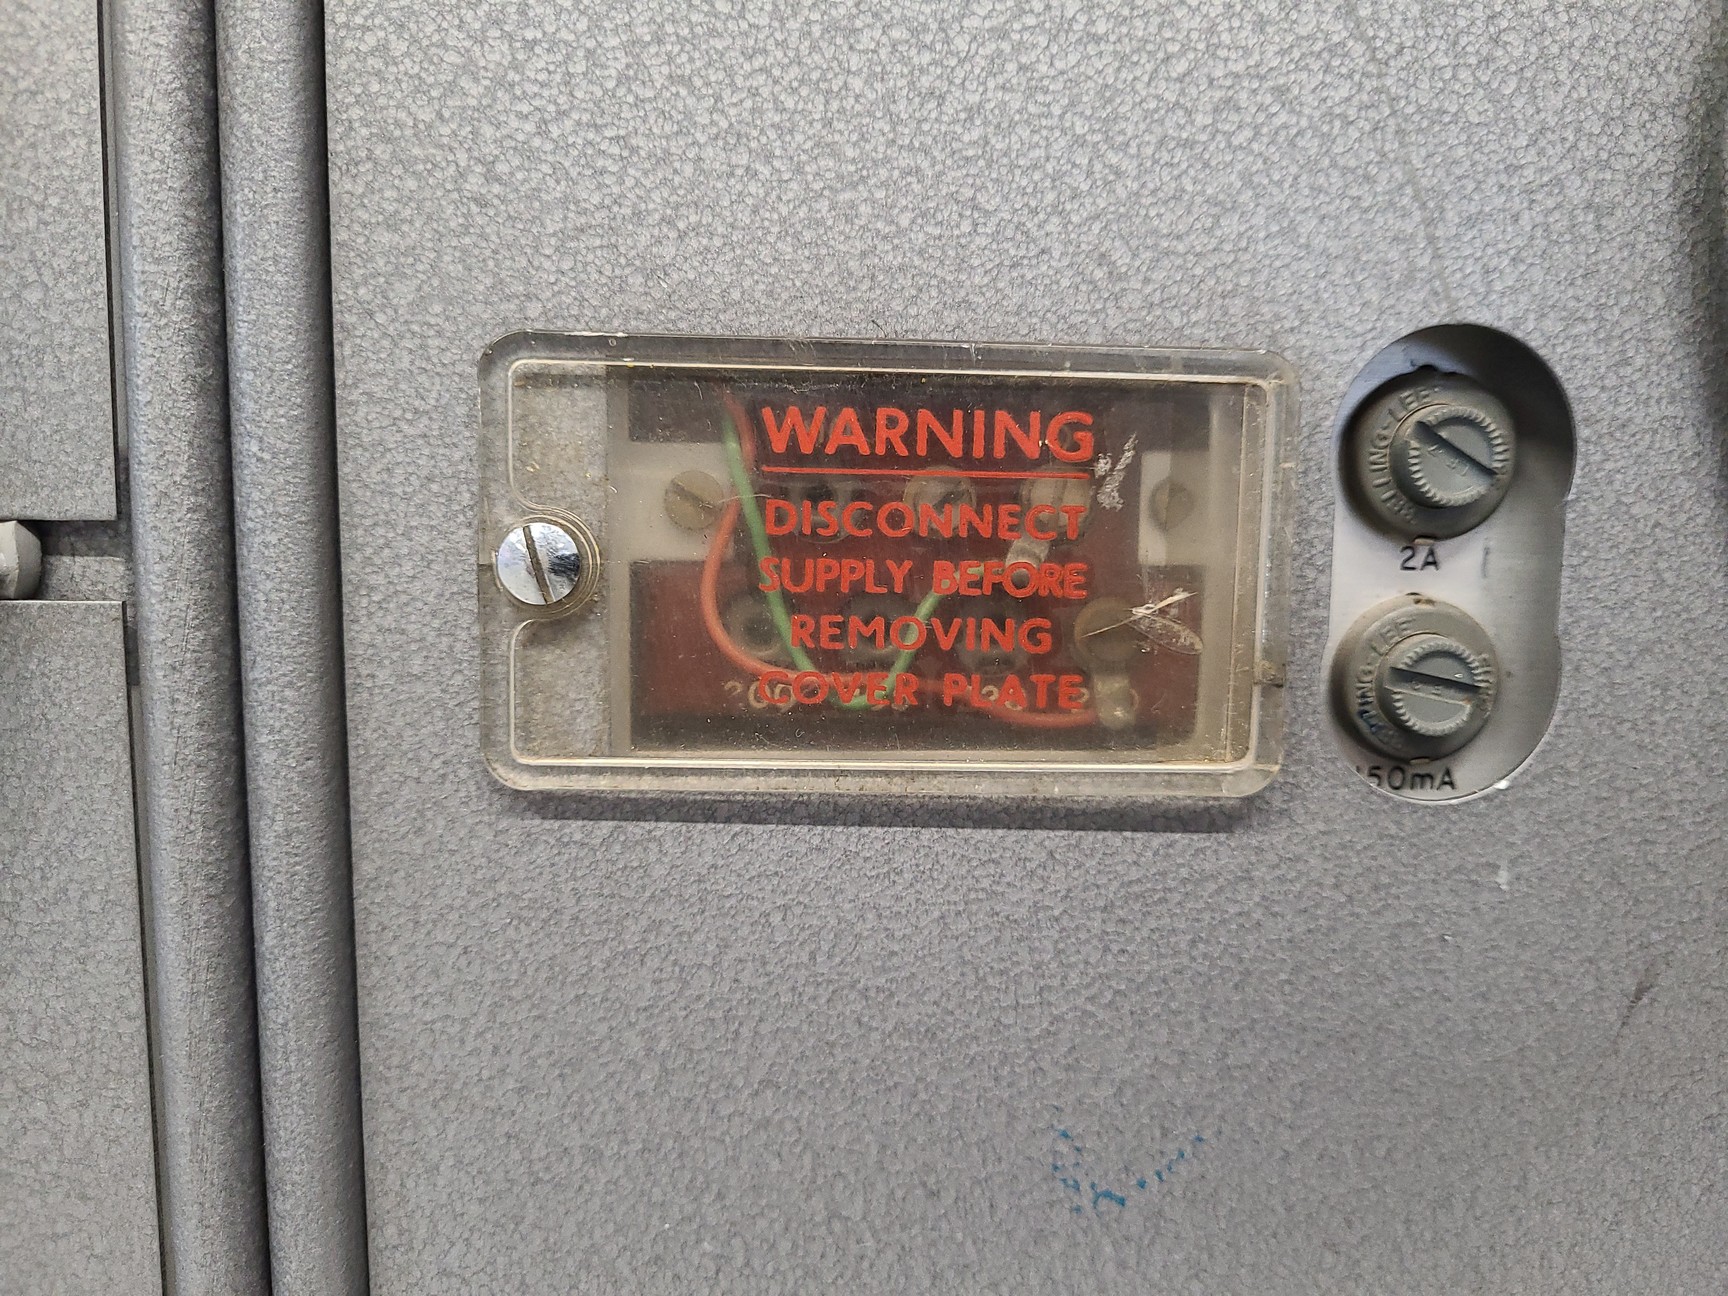 WARNING
DISCONNECT
SUPPLY BEFORE
REMOVING
COVER PLATE
2A
50mA